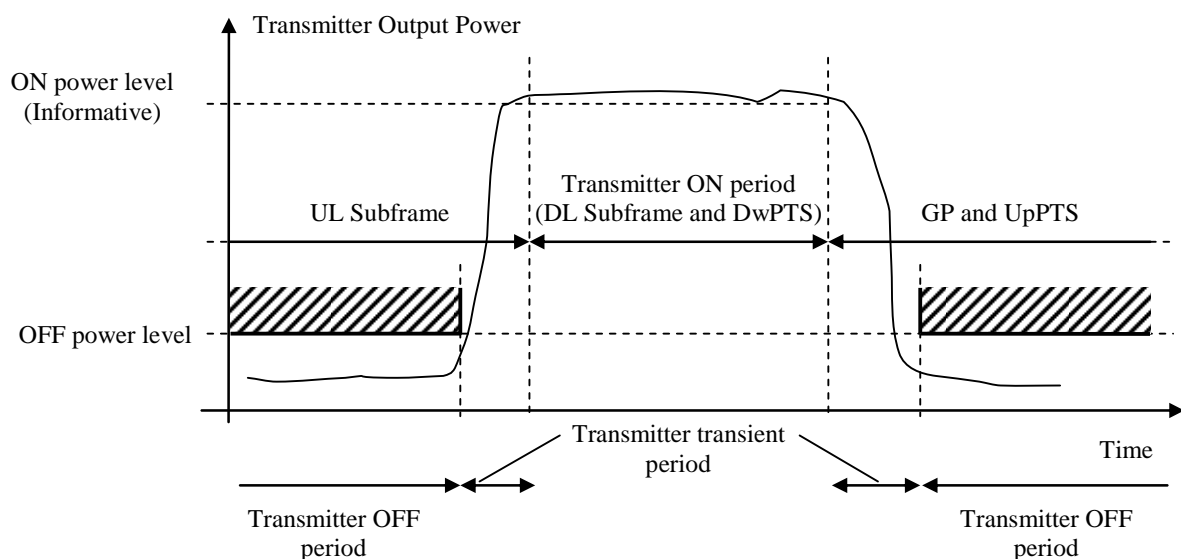 Transmitter Output Power
ON power level
(Informative)
Transmitter ON period
(DL Subframe and DwPTS)
UL Subframe
GP and UpPTS
OFF power level
Transmitter transient
period
Time
Transmitter OFF
period
Transmitter OFF
period